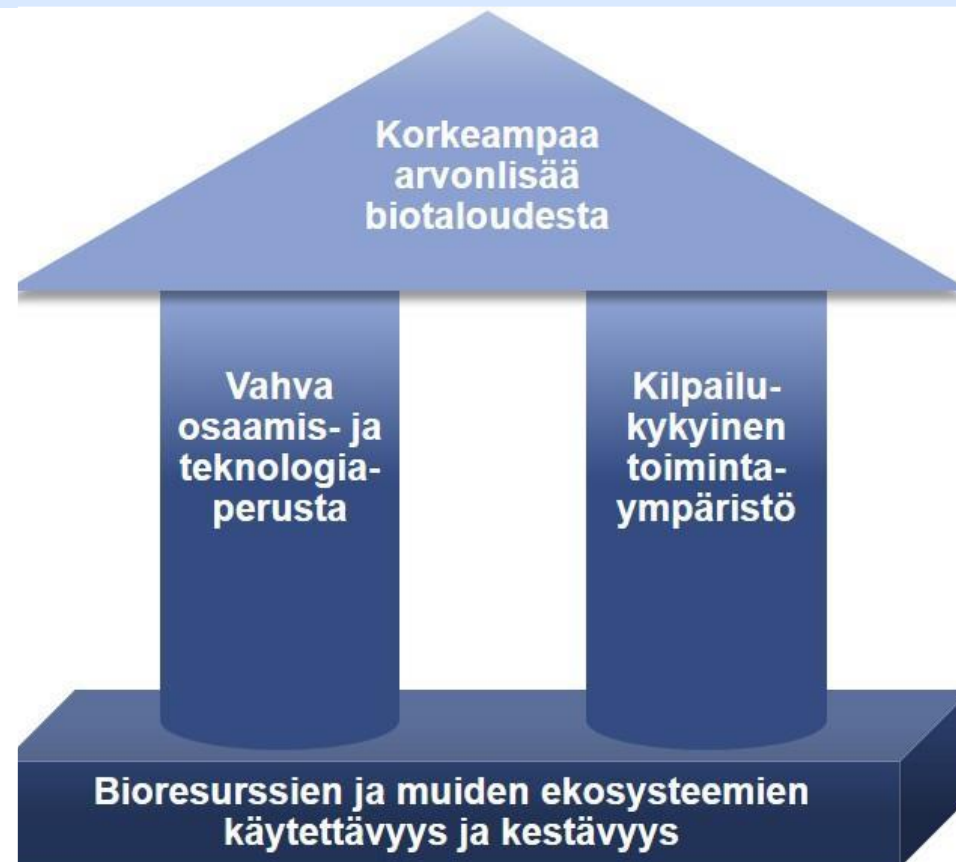 Korkeampaa
arvonlisää
biotaloudesta
Vahva
osaamis- ja
teknologia-
perusta
Kilpailu-
kykyinen
toiminta-
ympäristö
Bioresurssien ja muiden ekosysteemien
käytettävyys ja kestävyys